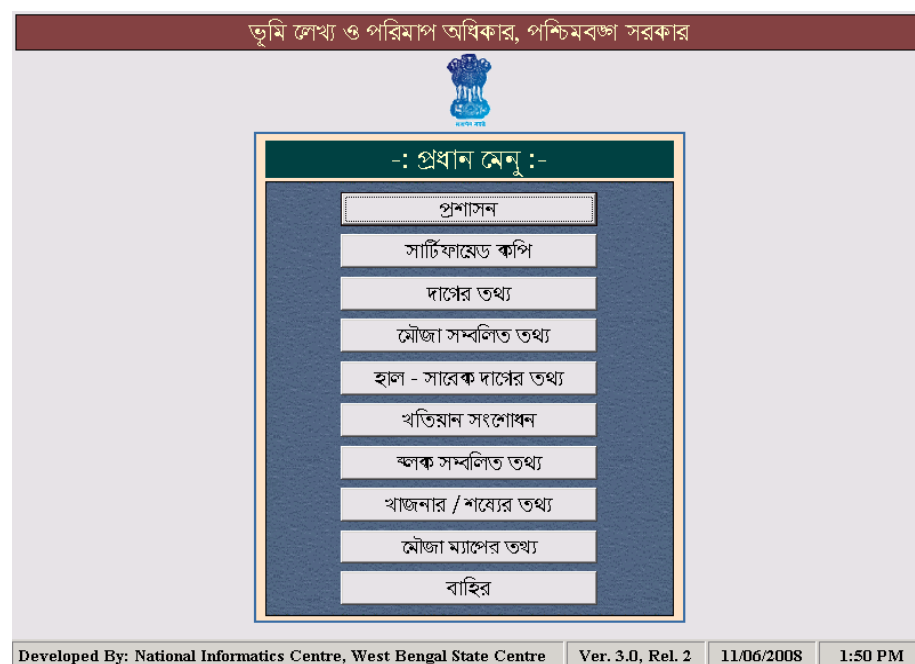 ভূমি লেখ্য ও পরিমাপ অধিকার, পশ্চিমবঙ্গ সরকার
-: প্রধান মেনু :-
প্রশাসন
সার্টিফায়েড কপি
দাগের তথ্য
মৌজা সম্বলিত তথ্য
হাল - সাবেক দাগের তথ্য
খতিয়ান সংশোধন
ব্লক সম্বলিত তথ্য
খাজনার / শষ্যের তথ্য
মৌজা ম্যাপের তথ্য
বাহির
Developed By: National Informatics Centre, West Bengal State Centre Ver. 3.0, Rel. 2 11/06/2008 1:50 PM